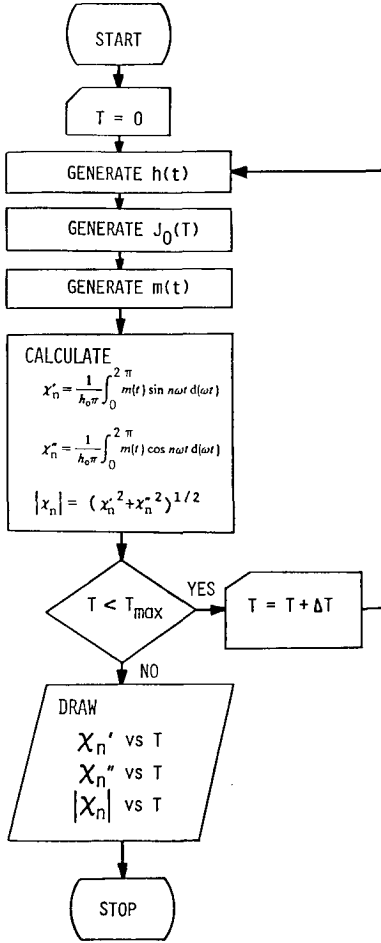 START
T = 0
GENERATE h(t)
GENERATE J₀(T)
GENERATE m(t)
CALCULATE
χₙ′ = 1/(h₀π) ∫₀^{2π} m(t) sin nωt d(ωt)
χₙ″ = 1/(h₀π) ∫₀^{2π} m(t) cos nωt d(ωt)
|χₙ| = (χₙ′² + χₙ″²)^{1/2}
T < T_max
YES
T = T + ΔT
NO
DRAW
χₙ′ vs T
χₙ″ vs T
|χₙ| vs T
STOP